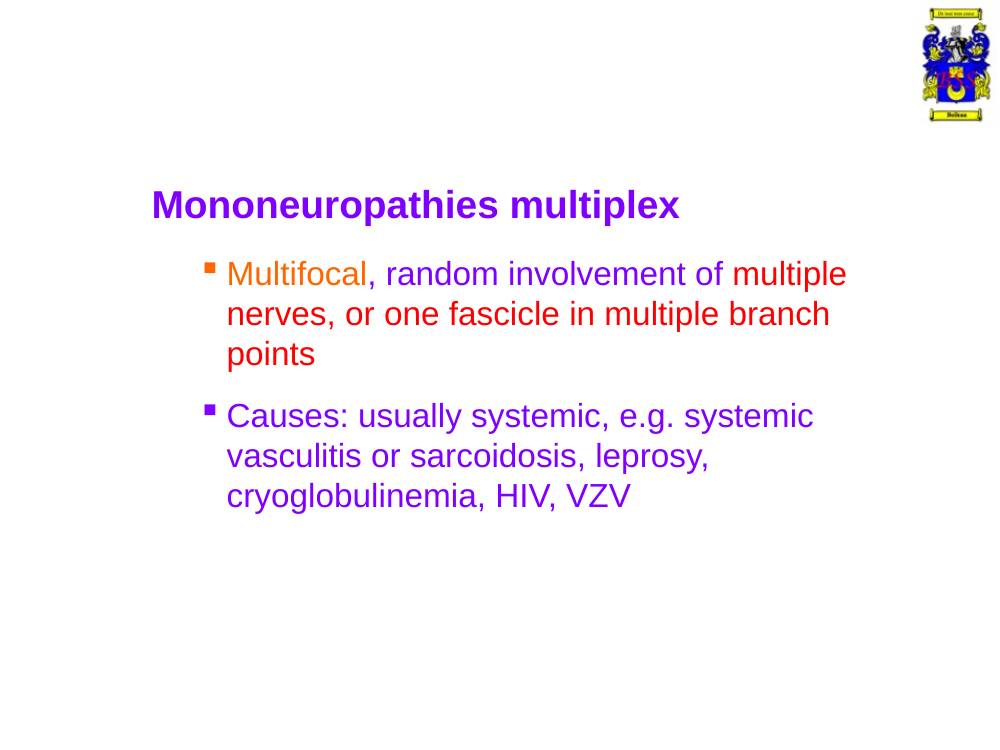 Mononeuropathies multiplex
▪ Multifocal, random involvement of multiple
nerves, or one fascicle in multiple branch
points
▪ Causes: usually systemic, e.g. systemic
vasculitis or sarcoidosis, leprosy,
cryoglobulinemia, HIV, VZV